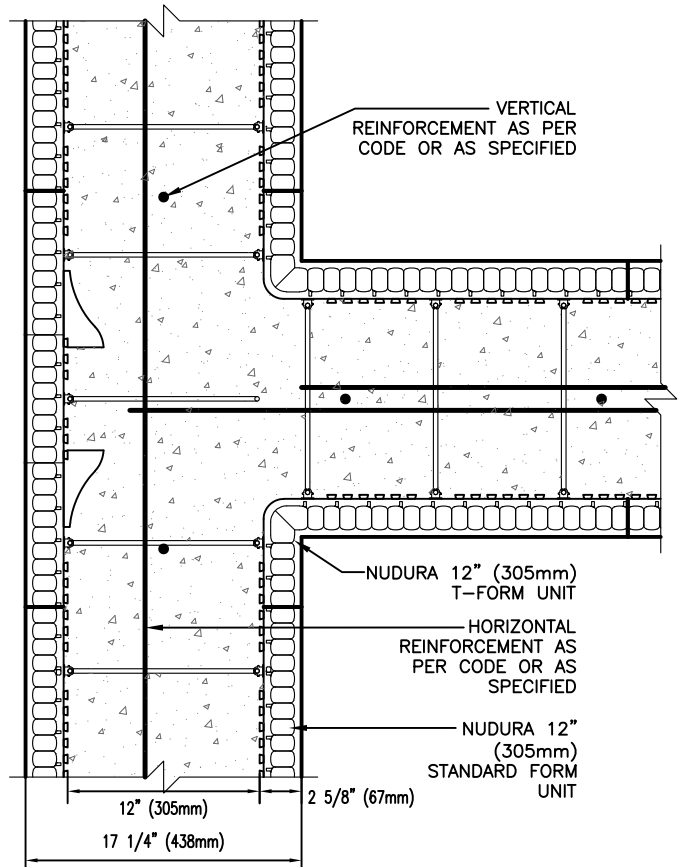 VERTICAL
REINFORCEMENT AS PER
CODE OR AS SPECIFIED
NUDURA 12" (305mm)
T-FORM UNIT
HORIZONTAL
REINFORCEMENT AS
PER CODE OR AS
SPECIFIED
NUDURA 12"
(305mm)
STANDARD FORM
UNIT
12" (305mm)
2 5/8" (67mm)
17 1/4" (438mm)